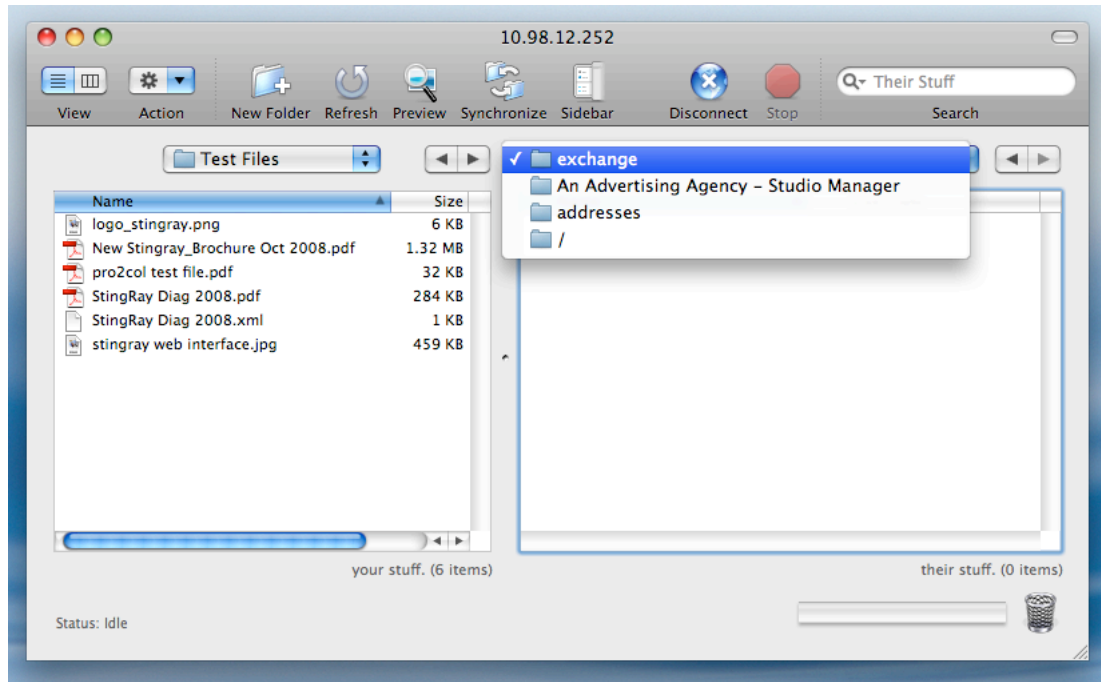 10.98.12.252
Their Stuff
View Action New Folder Refresh Preview Synchronize Sidebar Disconnect Stop Search
Test Files
exchange
An Advertising Agency – Studio Manager
addresses
/
Name Size
logo_stingray.png 6 KB
New Stingray_Brochure Oct 2008.pdf 1.32 MB
pro2col test file.pdf 32 KB
StingRay Diag 2008.pdf 284 KB
StingRay Diag 2008.xml 1 KB
stingray web interface.jpg 459 KB
your stuff. (6 items)
their stuff. (0 items)
Status: Idle